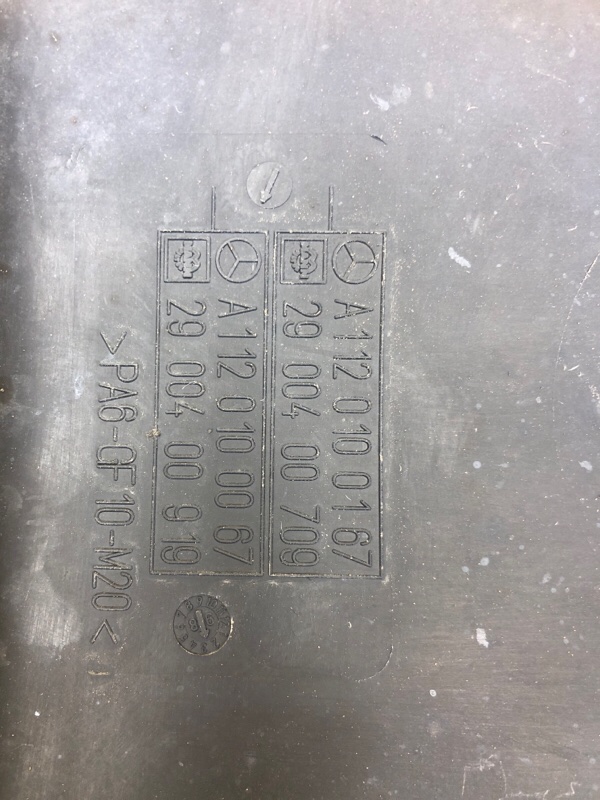 A 112 010 01 67
29 004 00 709
A 112 010 00 67
29 004 00 919
>PA6-GF10-M20<